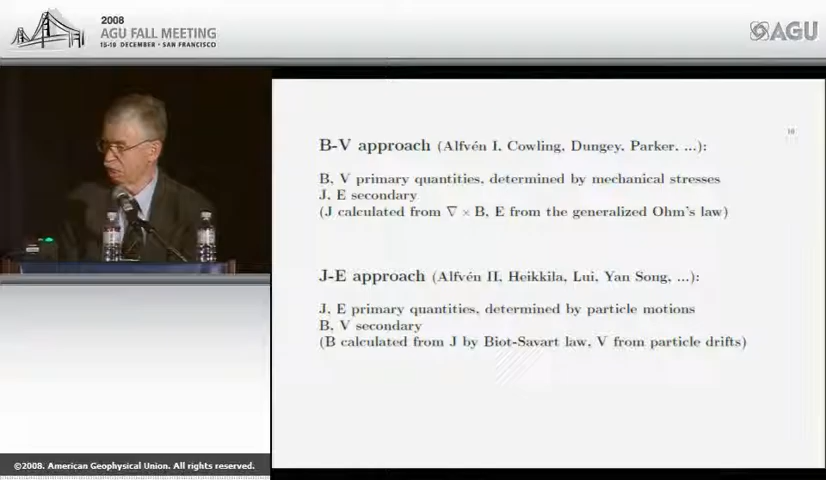 2008
AGU FALL MEETING
15-19 DECEMBER • SAN FRANCISCO
AGU
10
B-V approach (Alfvén I, Cowling, Dungey, Parker, ...):
B, V primary quantities, determined by mechanical stresses
J, E secondary
(J calculated from ∇ × B, E from the generalized Ohm's law)
J-E approach (Alfvén II, Heikkila, Lui, Yan Song, ...):
J, E primary quantities, determined by particle motions
B, V secondary
(B calculated from J by Biot-Savart law, V from particle drifts)
©2008. American Geophysical Union. All rights reserved.